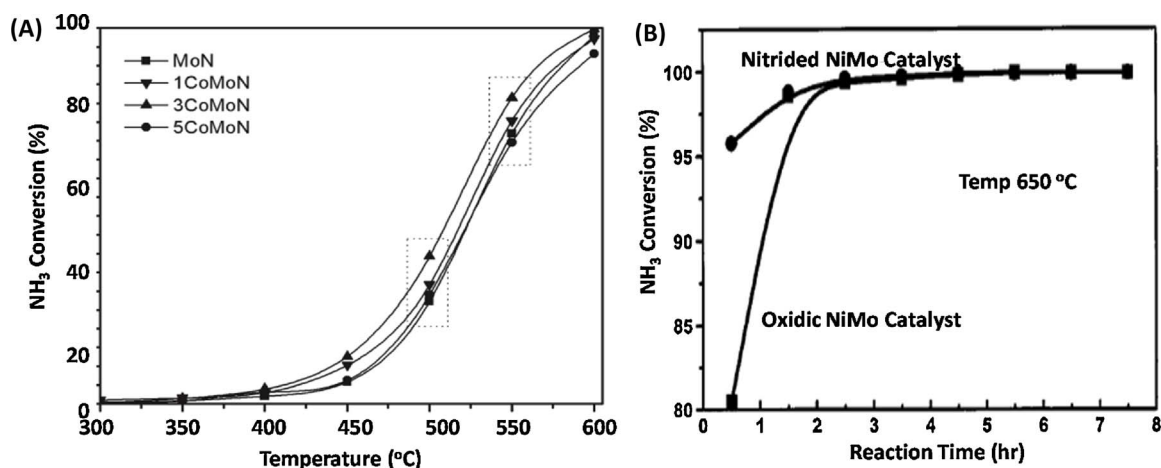 (A)
NH₃ Conversion (%)
100
80
60
40
20
0
MoN
1CoMoN
3CoMoN
5CoMoN
300 350 400 450 500 550 600
Temperature (ºC)
(B)
NH₃ Conversion (%)
100
95
90
85
80
Nitrided NiMo Catalyst
Temp 650 ºC
Oxidic NiMo Catalyst
0 1 2 3 4 5 6 7 8
Reaction Time (hr)